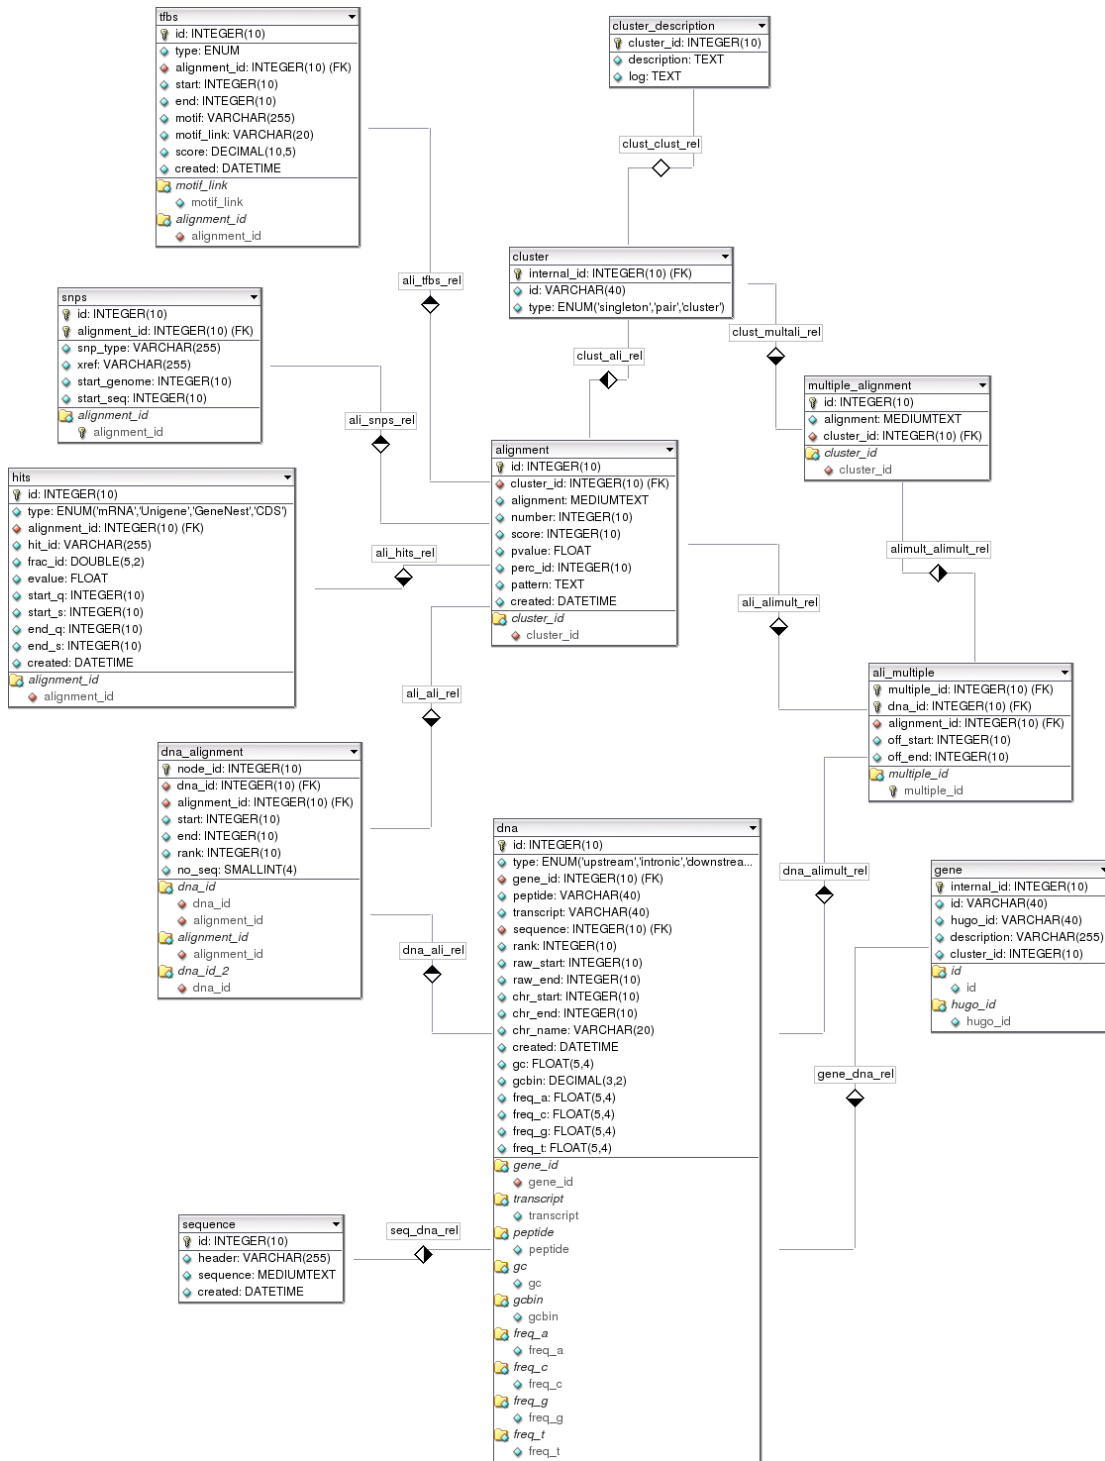 tfbs
id: INTEGER(10)
type: ENUM
alignment_id: INTEGER(10) (FK)
start: INTEGER(10)
end: INTEGER(10)
motif: VARCHAR(255)
motif_link: VARCHAR(20)
score: DECIMAL(10,5)
created: DATETIME
motif_link
motif_link
alignment_id
alignment_id
cluster_description
cluster_id: INTEGER(10)
description: TEXT
log: TEXT
clust_clust_rel
cluster
internal_id: INTEGER(10) (FK)
id: VARCHAR(40)
type: ENUM('singleton','pair','cluster')
ali_tfbs_rel
clust_multali_rel
clust_ali_rel
snps
id: INTEGER(10)
alignment_id: INTEGER(10) (FK)
snp_type: VARCHAR(255)
xref: VARCHAR(255)
start_genome: INTEGER(10)
start_seq: INTEGER(10)
alignment_id
alignment_id
ali_snps_rel
multiple_alignment
id: INTEGER(10)
alignment: MEDIUMTEXT
cluster_id: INTEGER(10) (FK)
cluster_id
cluster_id
alignment
id: INTEGER(10)
cluster_id: INTEGER(10) (FK)
alignment: MEDIUMTEXT
number: INTEGER(10)
score: INTEGER(10)
pvalue: FLOAT
perc_id: INTEGER(10)
pattern: TEXT
created: DATETIME
cluster_id
cluster_id
hits
id: INTEGER(10)
type: ENUM('mRNA','Unigene','GeneNest','CDS')
alignment_id: INTEGER(10) (FK)
hit_id: VARCHAR(255)
frac_id: DOUBLE(5,2)
evalue: FLOAT
start_q: INTEGER(10)
start_s: INTEGER(10)
end_q: INTEGER(10)
end_s: INTEGER(10)
created: DATETIME
alignment_id
alignment_id
ali_hits_rel
alimult_alimult_rel
ali_alimult_rel
ali_ali_rel
ali_multiple
multiple_id: INTEGER(10) (FK)
dna_id: INTEGER(10) (FK)
alignment_id: INTEGER(10) (FK)
off_start: INTEGER(10)
off_end: INTEGER(10)
multiple_id
multiple_id
dna_alignment
node_id: INTEGER(10)
dna_id: INTEGER(10) (FK)
alignment_id: INTEGER(10) (FK)
start: INTEGER(10)
end: INTEGER(10)
rank: INTEGER(10)
no_seq: SMALLINT(4)
dna_id
dna_id
alignment_id
alignment_id
alignment_id
dna_id_2
dna_id
dna_ali_rel
dna
id: INTEGER(10)
type: ENUM('upstream','intronic','downstrea...
gene_id: INTEGER(10) (FK)
peptide: VARCHAR(40)
transcript: VARCHAR(40)
sequence: INTEGER(10) (FK)
rank: INTEGER(10)
raw_start: INTEGER(10)
raw_end: INTEGER(10)
chr_start: INTEGER(10)
chr_end: INTEGER(10)
chr_name: VARCHAR(20)
created: DATETIME
gc: FLOAT(5,4)
gcbin: DECIMAL(3,2)
freq_a: FLOAT(5,4)
freq_c: FLOAT(5,4)
freq_g: FLOAT(5,4)
freq_t: FLOAT(5,4)
gene_id
gene_id
transcript
transcript
peptide
peptide
gc
gc
gcbin
gcbin
freq_a
freq_a
freq_c
freq_c
freq_g
freq_g
freq_t
freq_t
dna_alimult_rel
gene
internal_id: INTEGER(10)
id: VARCHAR(40)
hugo_id: VARCHAR(40)
description: VARCHAR(255)
cluster_id: INTEGER(10)
id
id
hugo_id
hugo_id
gene_dna_rel
sequence
id: INTEGER(10)
header: VARCHAR(255)
sequence: MEDIUMTEXT
created: DATETIME
seq_dna_rel